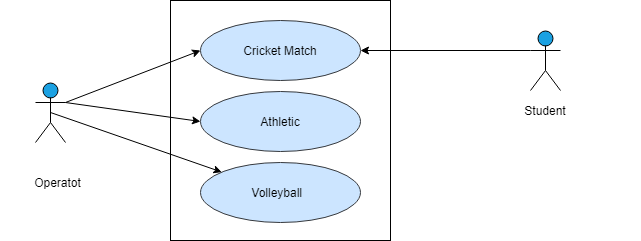 Cricket Match
Athletic
Student
Operatot
Volleyball